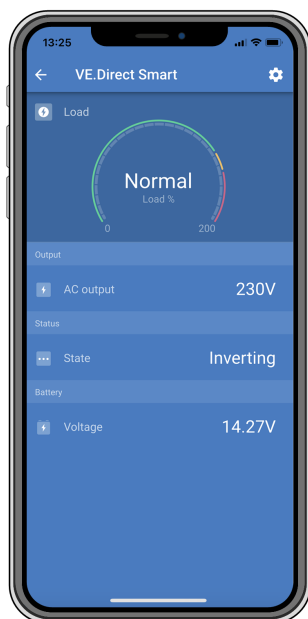 13:25
VE.Direct Smart
Load
Normal
Load %
0 200
Output
AC output 230V
Status
State Inverting
Battery
Voltage 14.27V